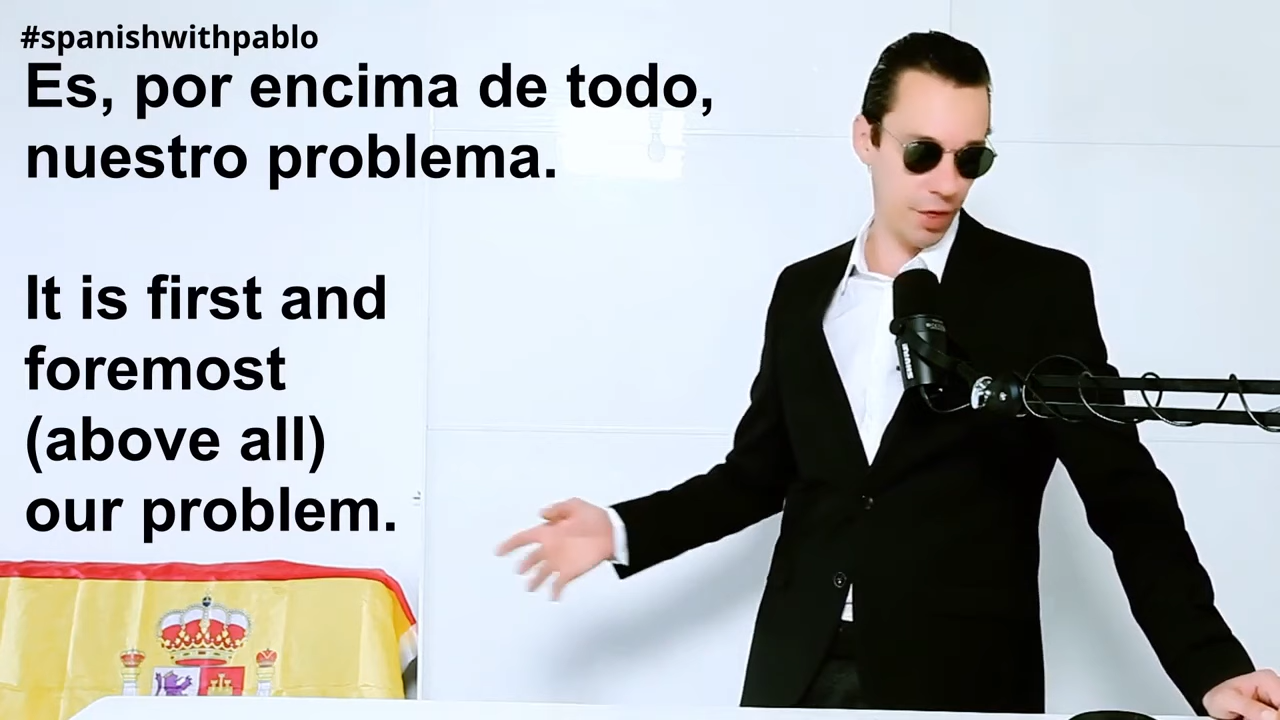 #spanishwithpablo
Es, por encima de todo,
nuestro problema.
It is first and
foremost
(above all)
our problem.